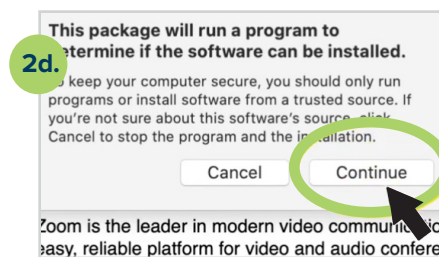 This package will run a program to
determine if the software can be installed.
2d.
To keep your computer secure, you should only run
programs or install software from a trusted source. If
you're not sure about this software's source, click
Cancel to stop the program and the installation.
Cancel
Continue
Zoom is the leader in modern video
easy, reliable platform for video and audio